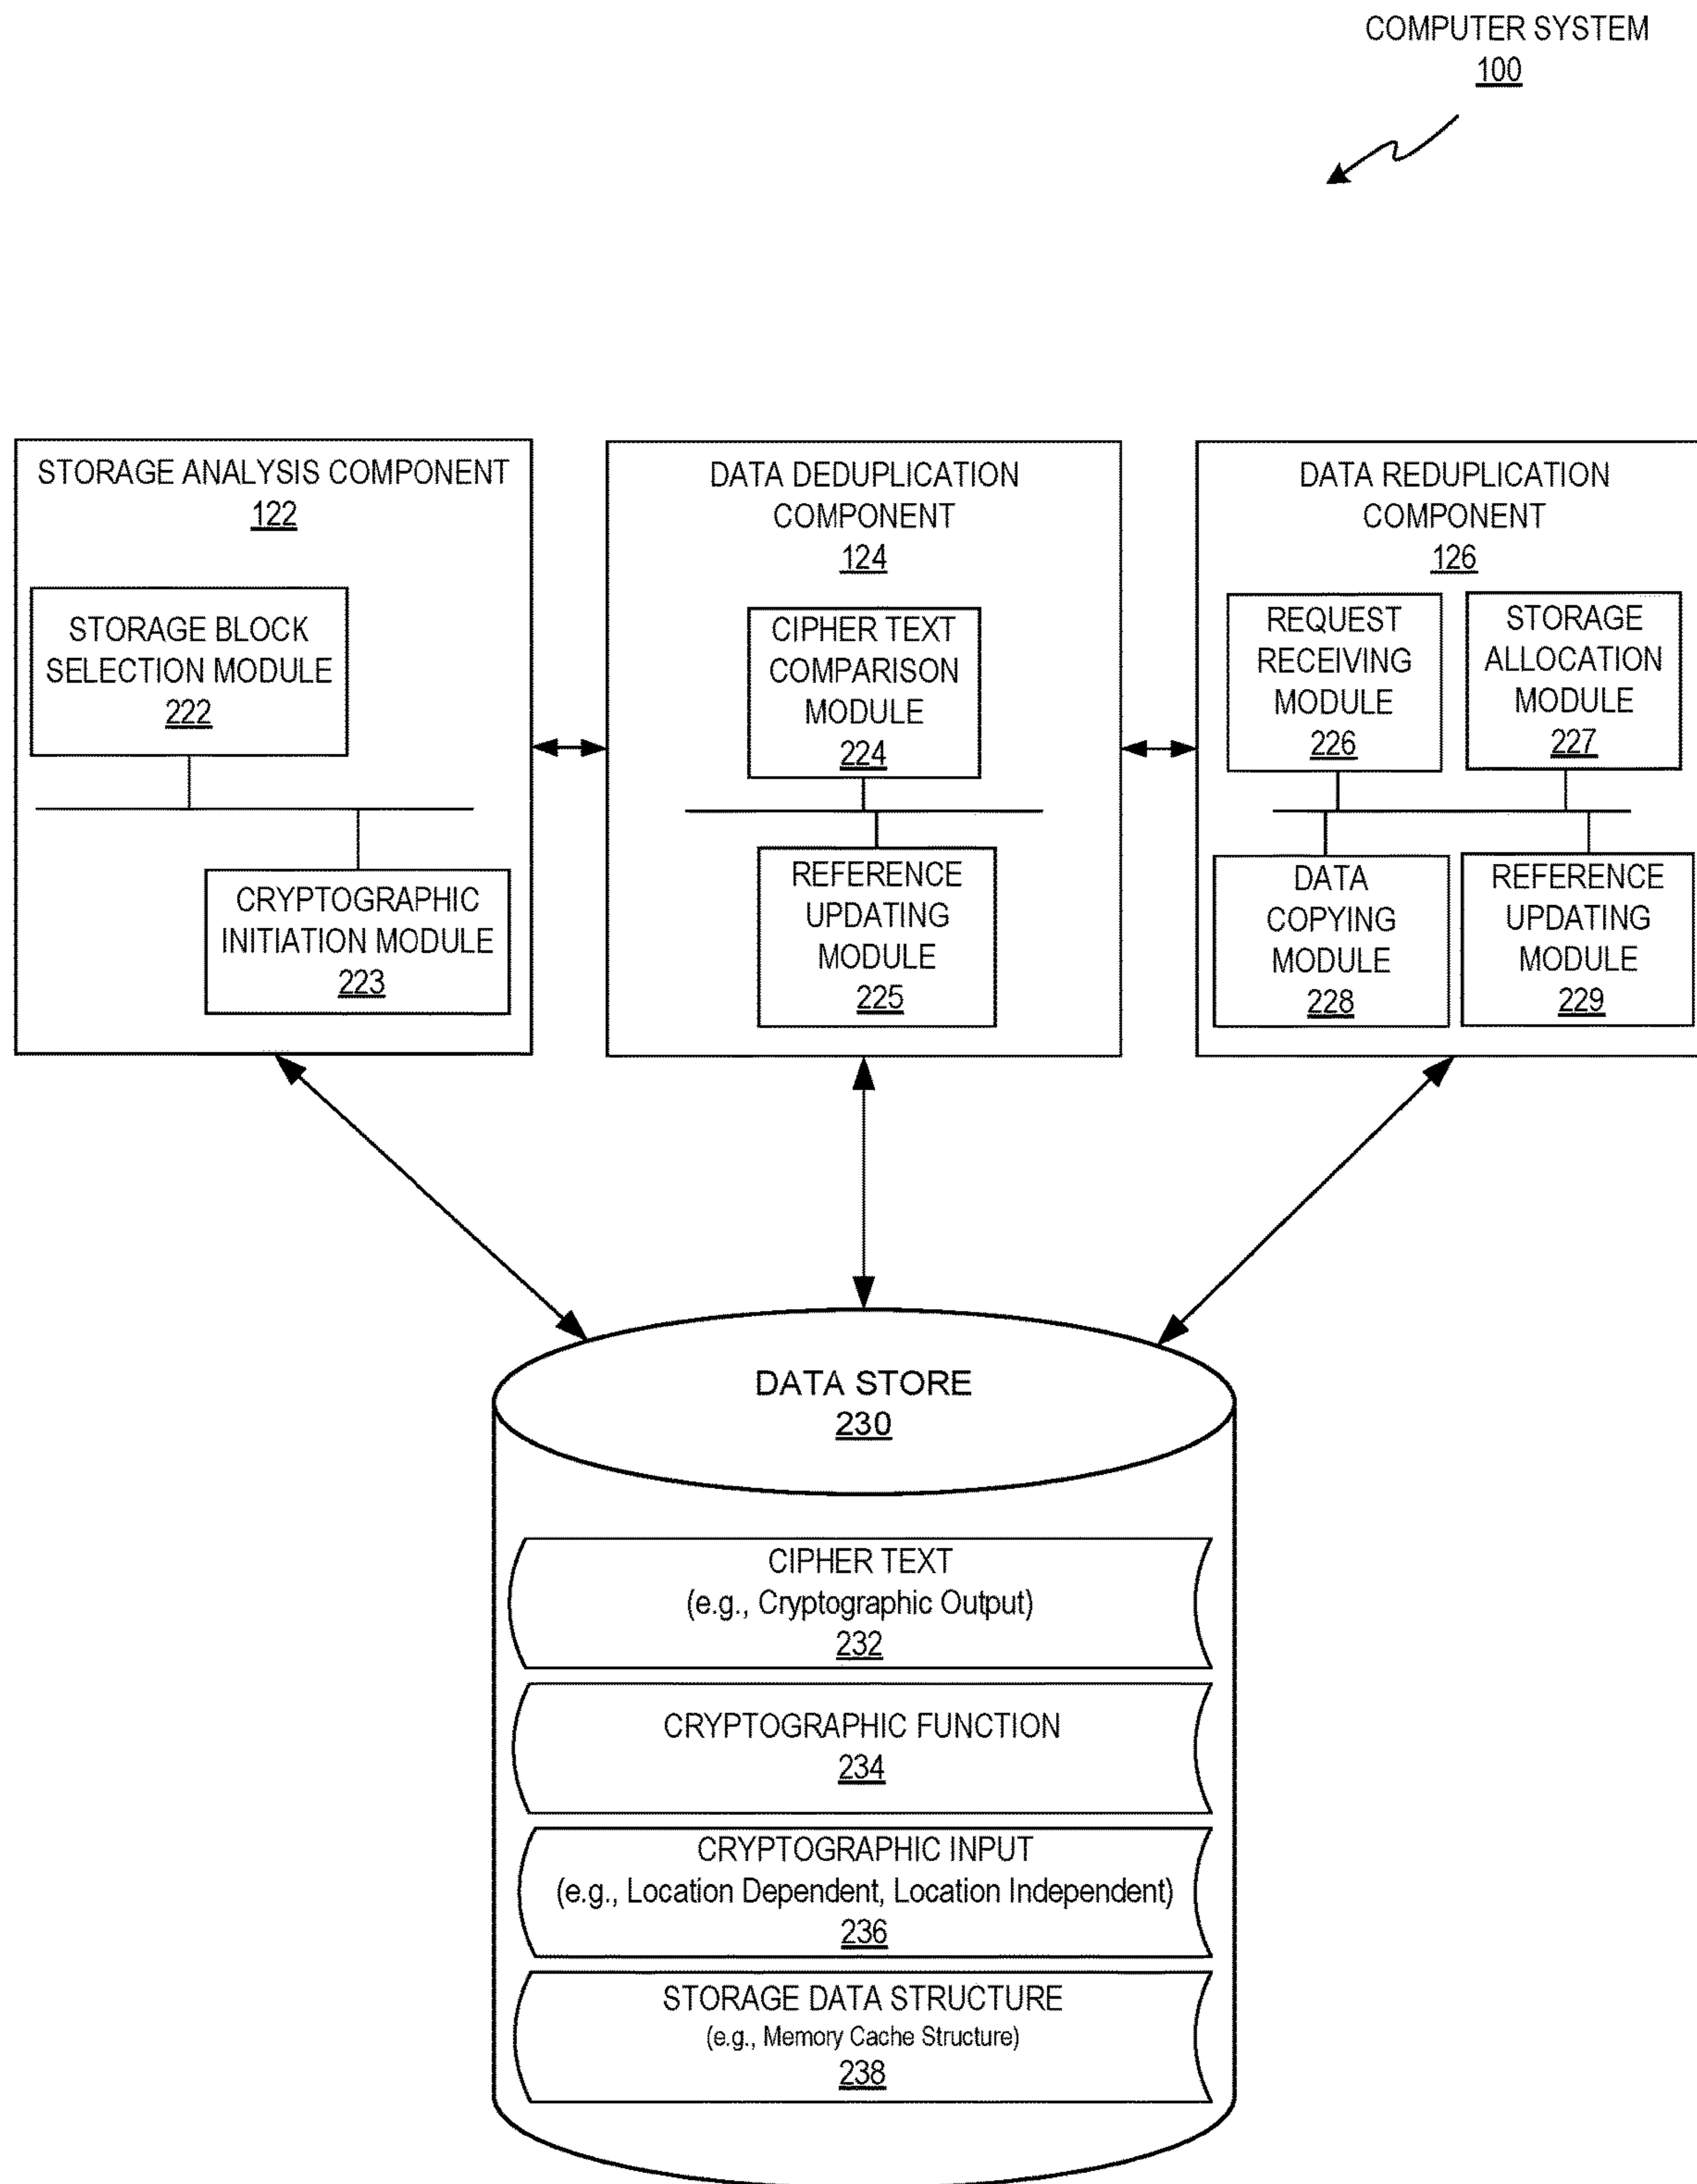 COMPUTER SYSTEM
100
STORAGE ANALYSIS COMPONENT
122
STORAGE BLOCK
SELECTION MODULE
222
CRYPTOGRAPHIC
INITIATION MODULE
223
DATA DEDUPLICATION
COMPONENT
124
CIPHER TEXT
COMPARISON
MODULE
224
REFERENCE
UPDATING
MODULE
225
DATA REDUPLICATION
COMPONENT
126
REQUEST
RECEIVING
MODULE
226
STORAGE
ALLOCATION
MODULE
227
DATA
COPYING
MODULE
228
REFERENCE
UPDATING
MODULE
229
DATA STORE
230
CIPHER TEXT
(e.g., Cryptographic Output)
232
CRYPTOGRAPHIC FUNCTION
234
CRYPTOGRAPHIC INPUT
(e.g., Location Dependent, Location Independent)
236
STORAGE DATA STRUCTURE
(e.g., Memory Cache Structure)
238